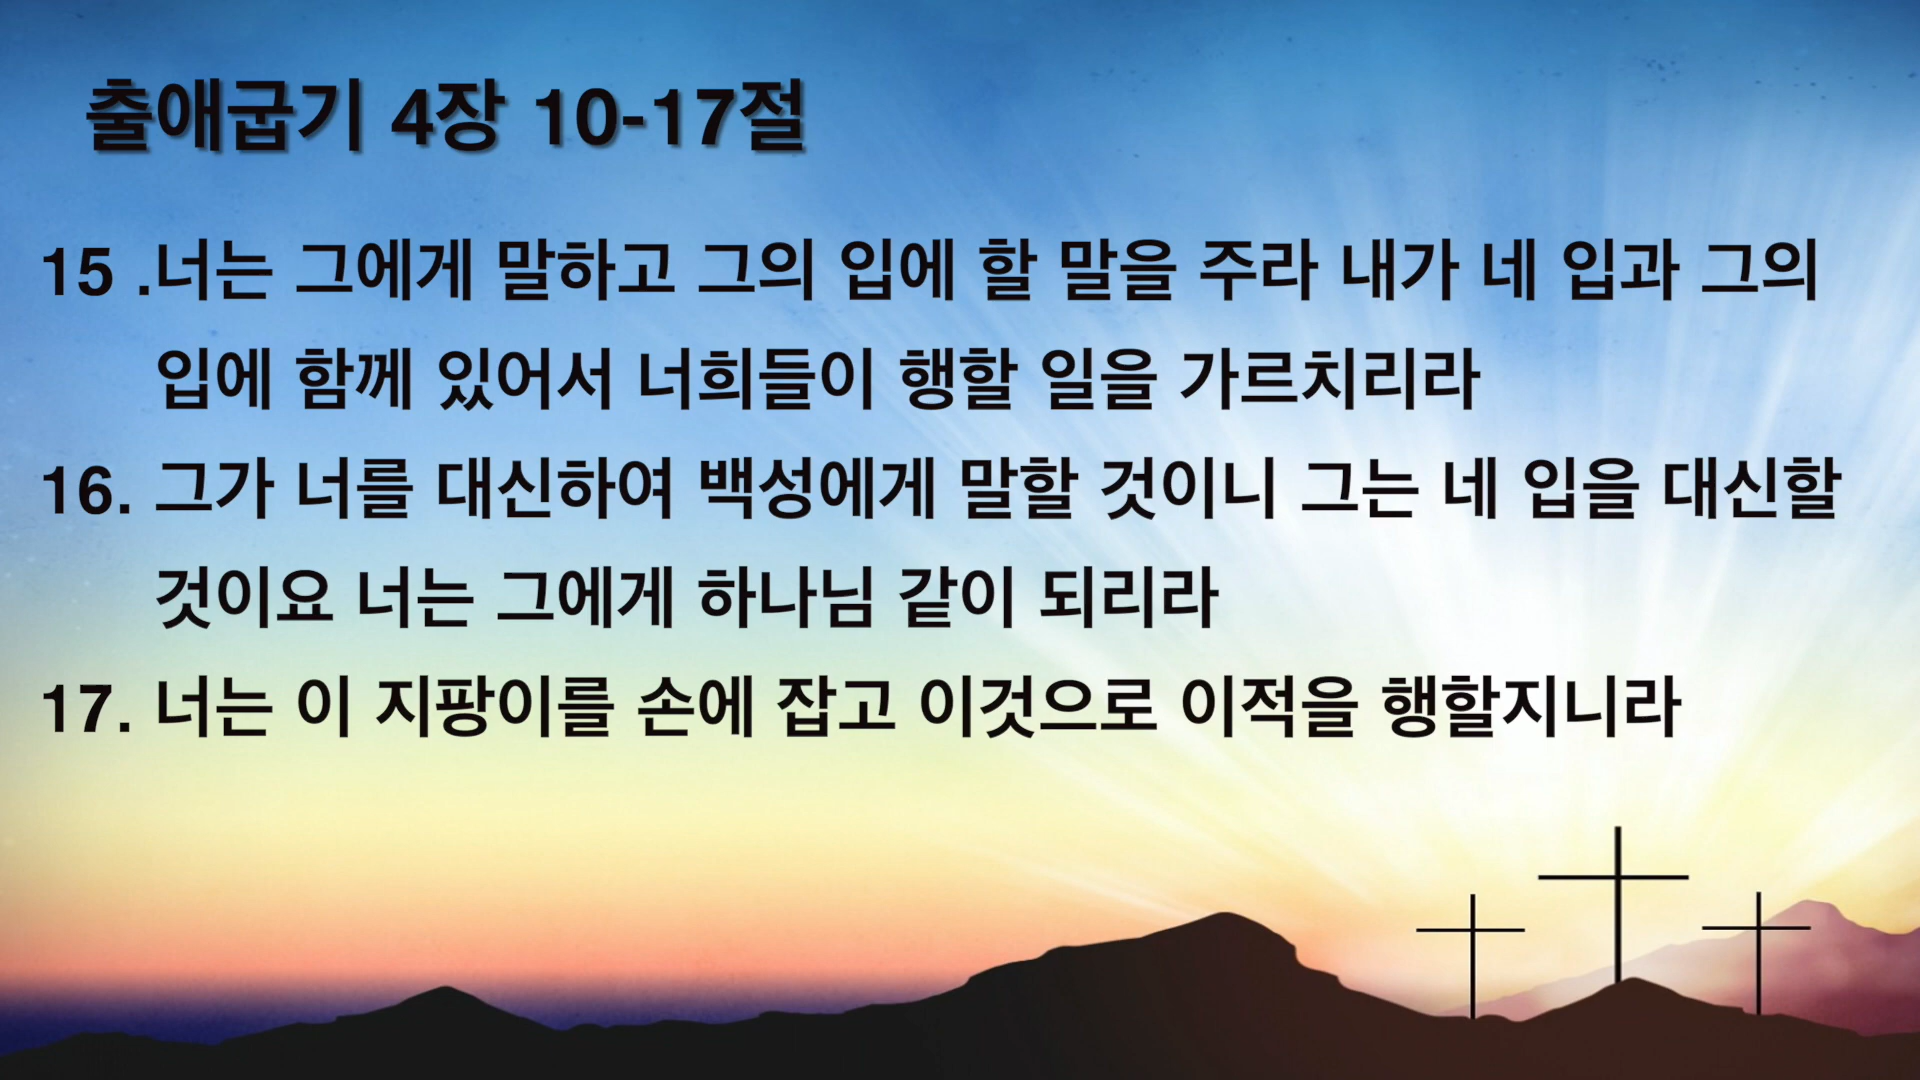 출애굽기 4장 10-17절
15 .너는 그에게 말하고 그의 입에 할 말을 주라 내가 네 입과 그의
입에 함께 있어서 너희들이 행할 일을 가르치리라
16. 그가 너를 대신하여 백성에게 말할 것이니 그는 네 입을 대신할
것이요 너는 그에게 하나님 같이 되리라
17. 너는 이 지팡이를 손에 잡고 이것으로 이적을 행할지니라